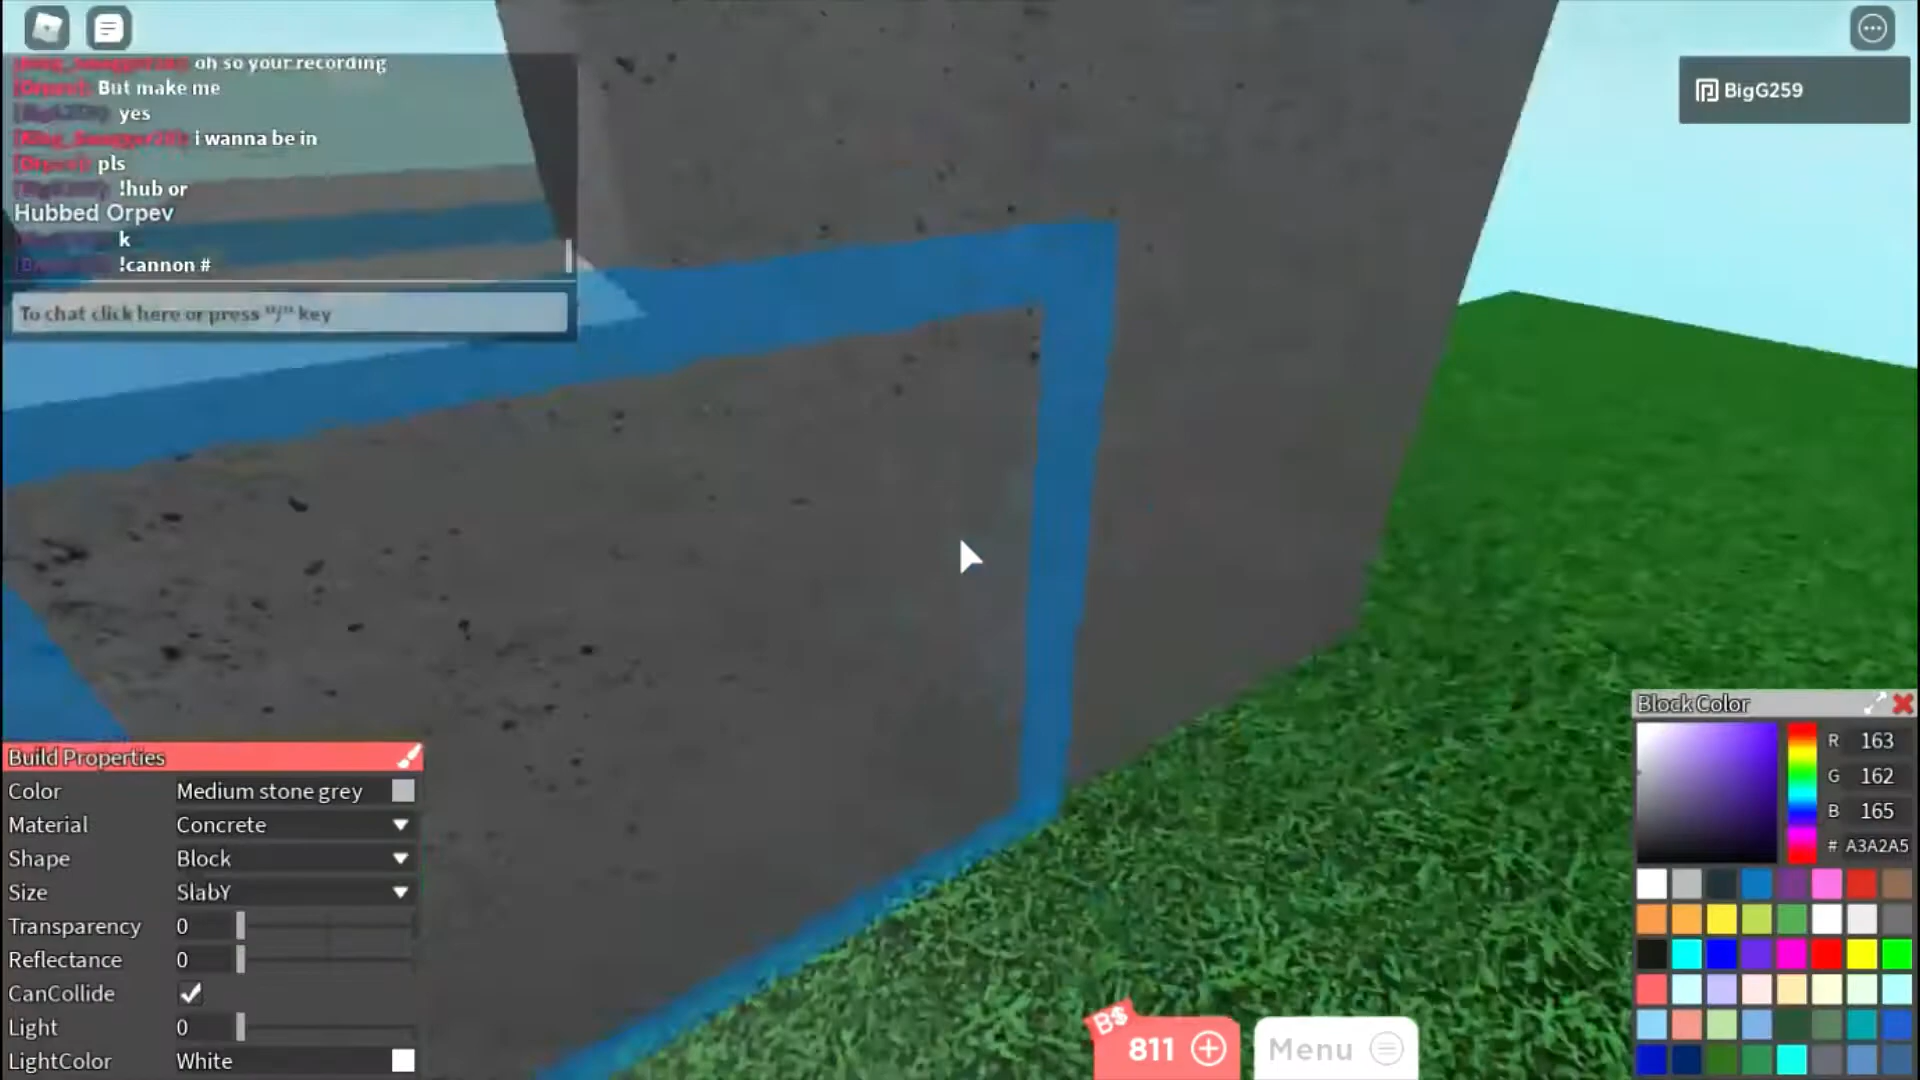 oh so your recording
[Orpev]: But make me
yes
i wanna be in
[Orpev]: pls
!hub or
Hubbed Orpev
k
!cannon #
To chat click here or press "/" key
BigG259
Build Properties
Color Medium stone grey
Material Concrete
Shape Block
Size SlabY
Transparency 0
Reflectance 0
CanCollide
Light 0
LightColor White
B$
811
Menu
Block Color
R 163
G 162
B 165
# A3A2A5